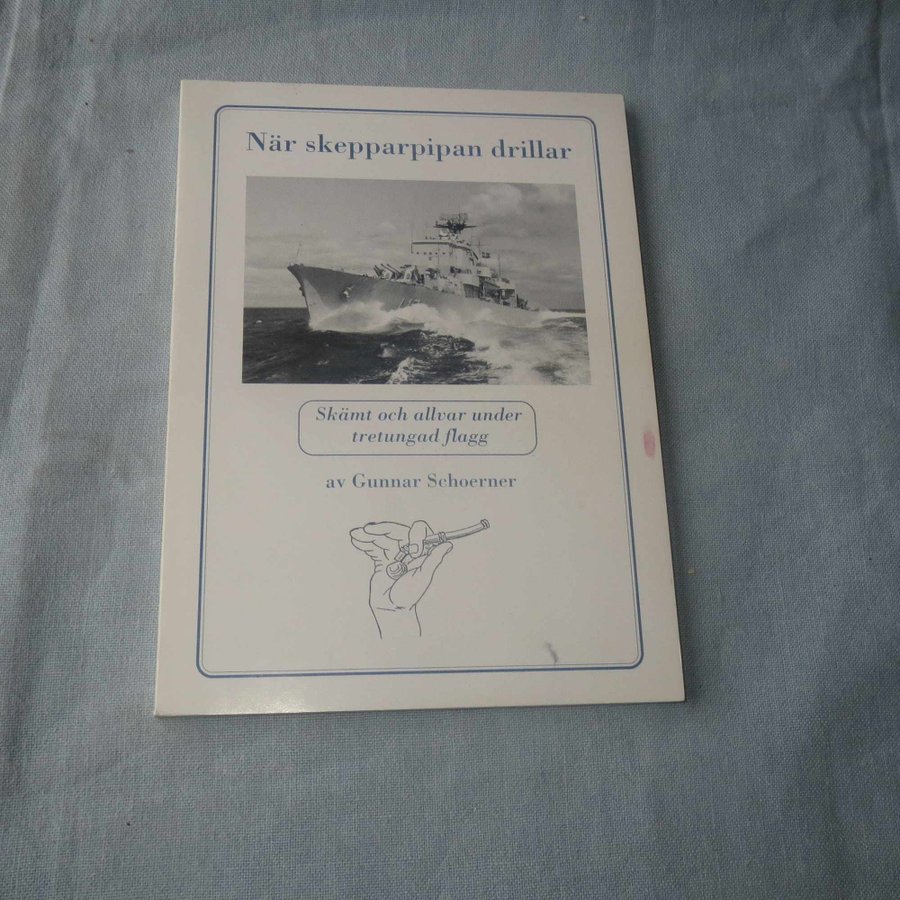 När skepparpipan drillar
Skämt och allvar under
tretungad flagg
av Gunnar Schoerner